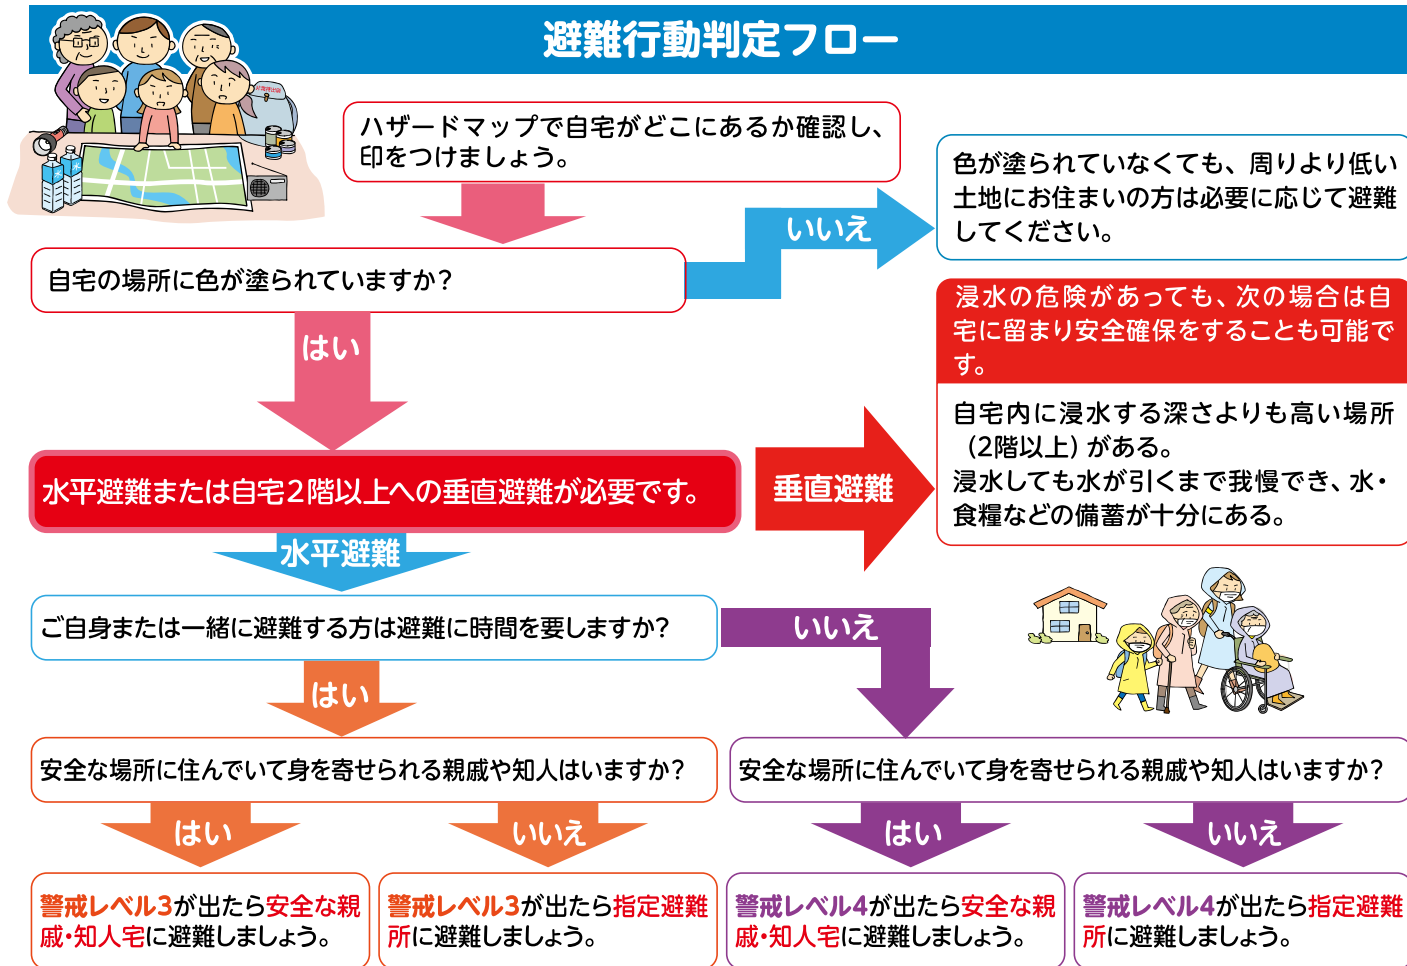 避難行動判定フロー
ハザードマップで自宅がどこにあるか確認し、
印をつけましょう。
いいえ
色が塗られていなくても、周りより低い
土地にお住まいの方は必要に応じて避難
してください。
自宅の場所に色が塗られていますか？
はい
浸水の危険があっても、次の場合は自
宅に留まり安全確保をすることも可能で
す。
自宅内に浸水する深さよりも高い場所
（2階以上）がある。
浸水しても水が引くまで我慢でき、水・
食糧などの備蓄が十分にある。
水平避難または自宅２階以上への垂直避難が必要です。
垂直避難
水平避難
ご自身または一緒に避難する方は避難に時間を要しますか？
いいえ
はい
安全な場所に住んでいて身を寄せられる親戚や知人はいますか？
安全な場所に住んでいて身を寄せられる親戚や知人はいますか？
はい
いいえ
はい
いいえ
警戒レベル3が出たら安全な親
戚・知人宅に避難しましょう。
警戒レベル3が出たら指定避難
所に避難しましょう。
警戒レベル4が出たら安全な親
戚・知人宅に避難しましょう。
警戒レベル4が出たら指定避難
所に避難しましょう。